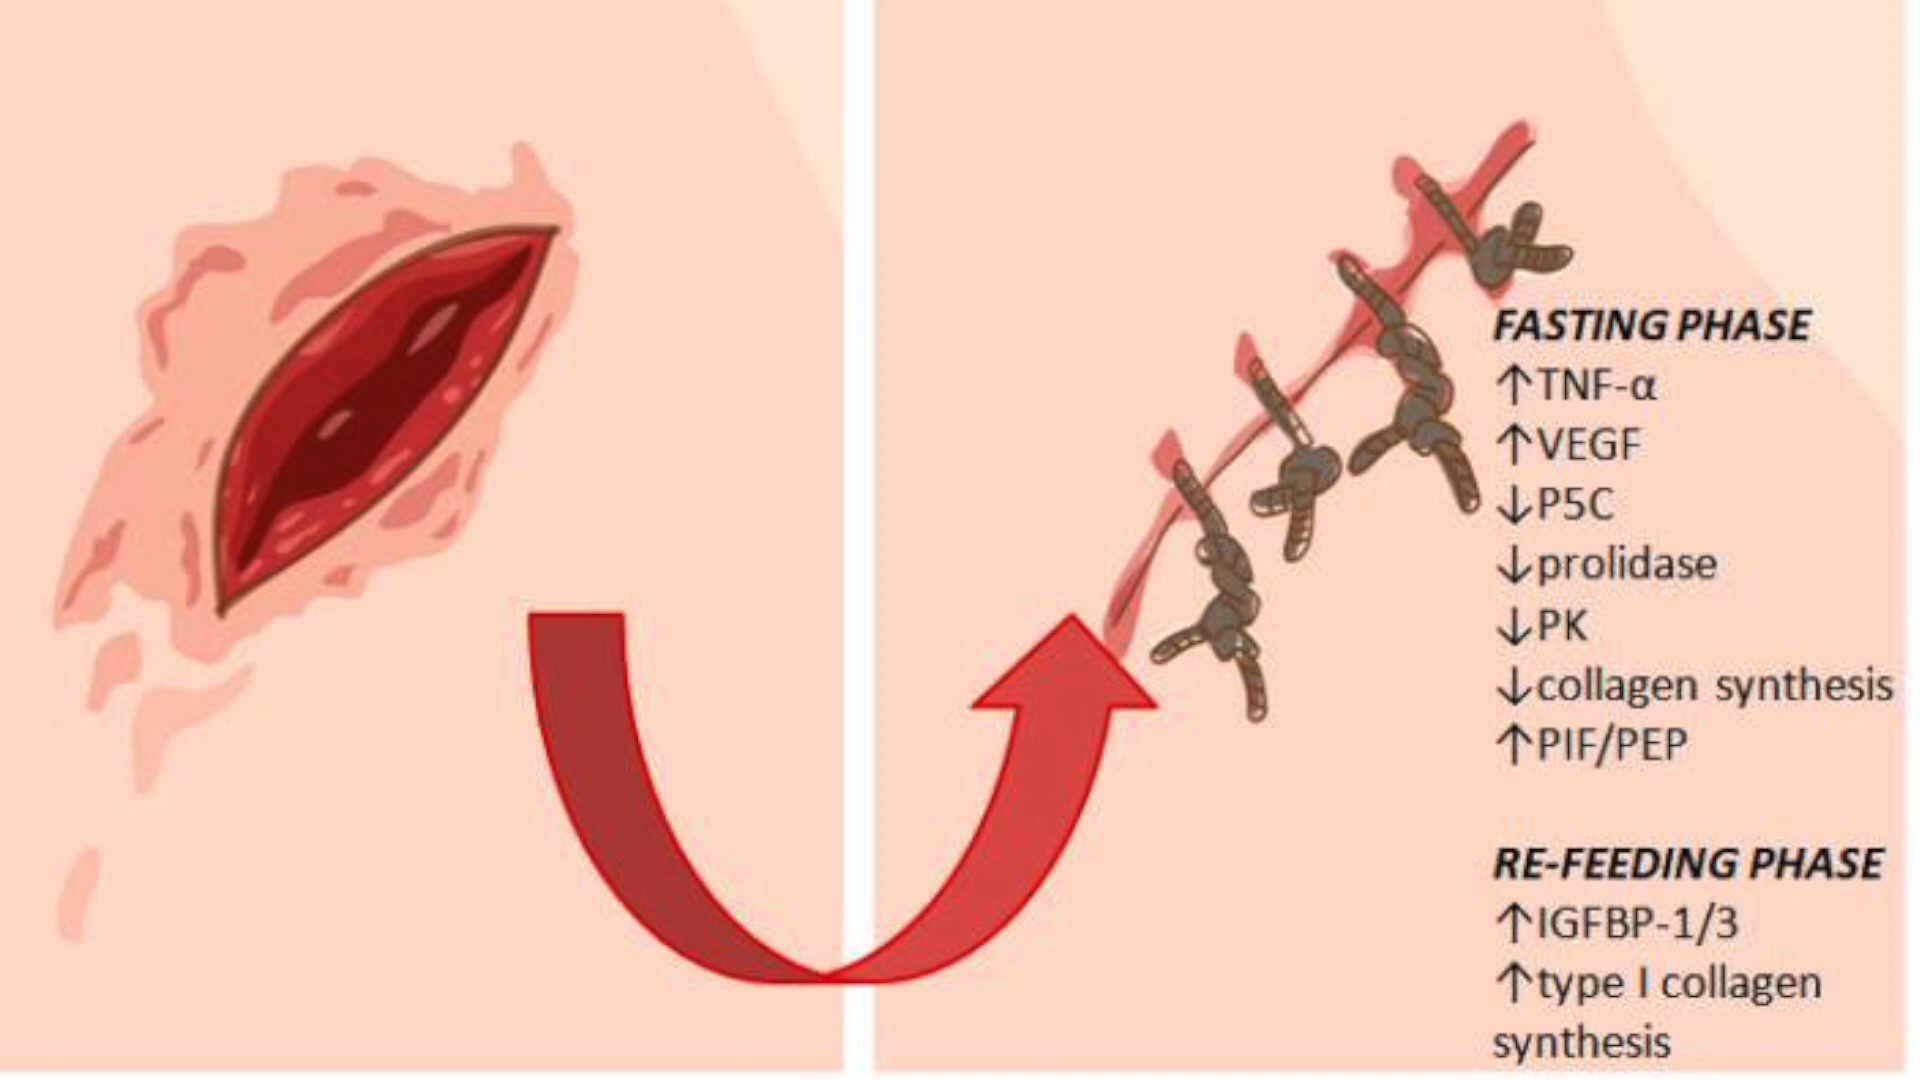 FASTING PHASE
↑TNF-α
↑VEGF
↓P5C
↓prolidase
↓PK
↓collagen synthesis
↑PIF/PEP
RE-FEEDING PHASE
↑IGFBP-1/3
↑type I collagen
synthesis